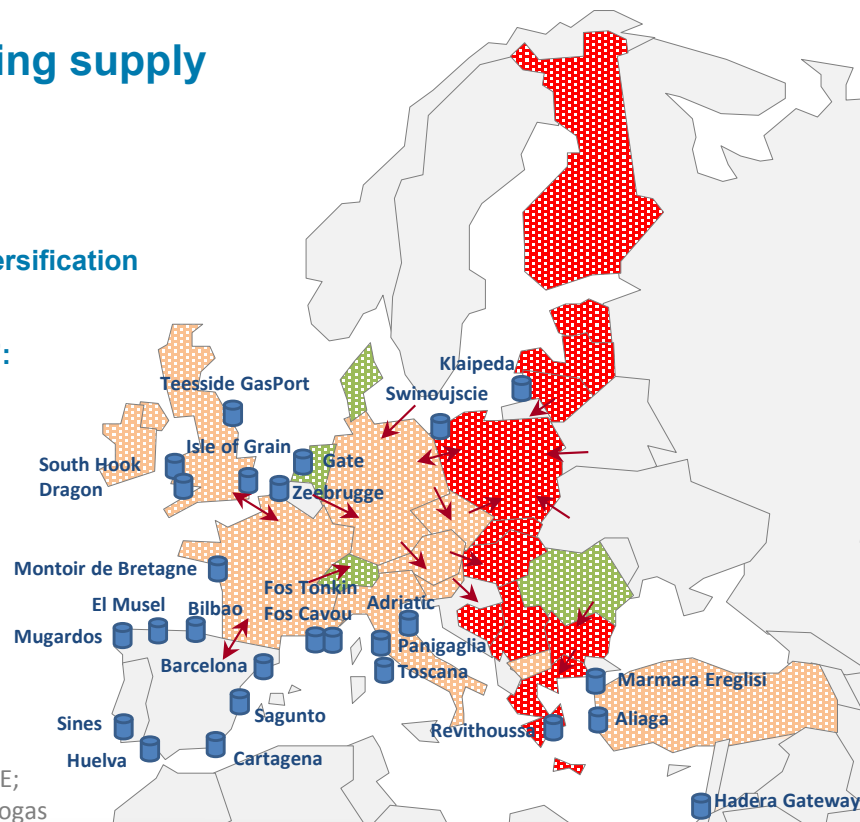 ing supply
ersification
:
Klaipeda
Teesside GasPort
Swinoujscie
Isle of Grain
South Hook
Gate
Dragon
Zeebrugge
Montoir de Bretagne
Fos Tonkin
El Musel
Bilbao
Fos Cavou
Adriatic
Mugardos
Panigaglia
Barcelona
Toscana
Marmara Ereglisi
Sagunto
Sines
Aliaga
Revithoussa
Huelva
Cartagena
E;
ogas
Hadera Gateway